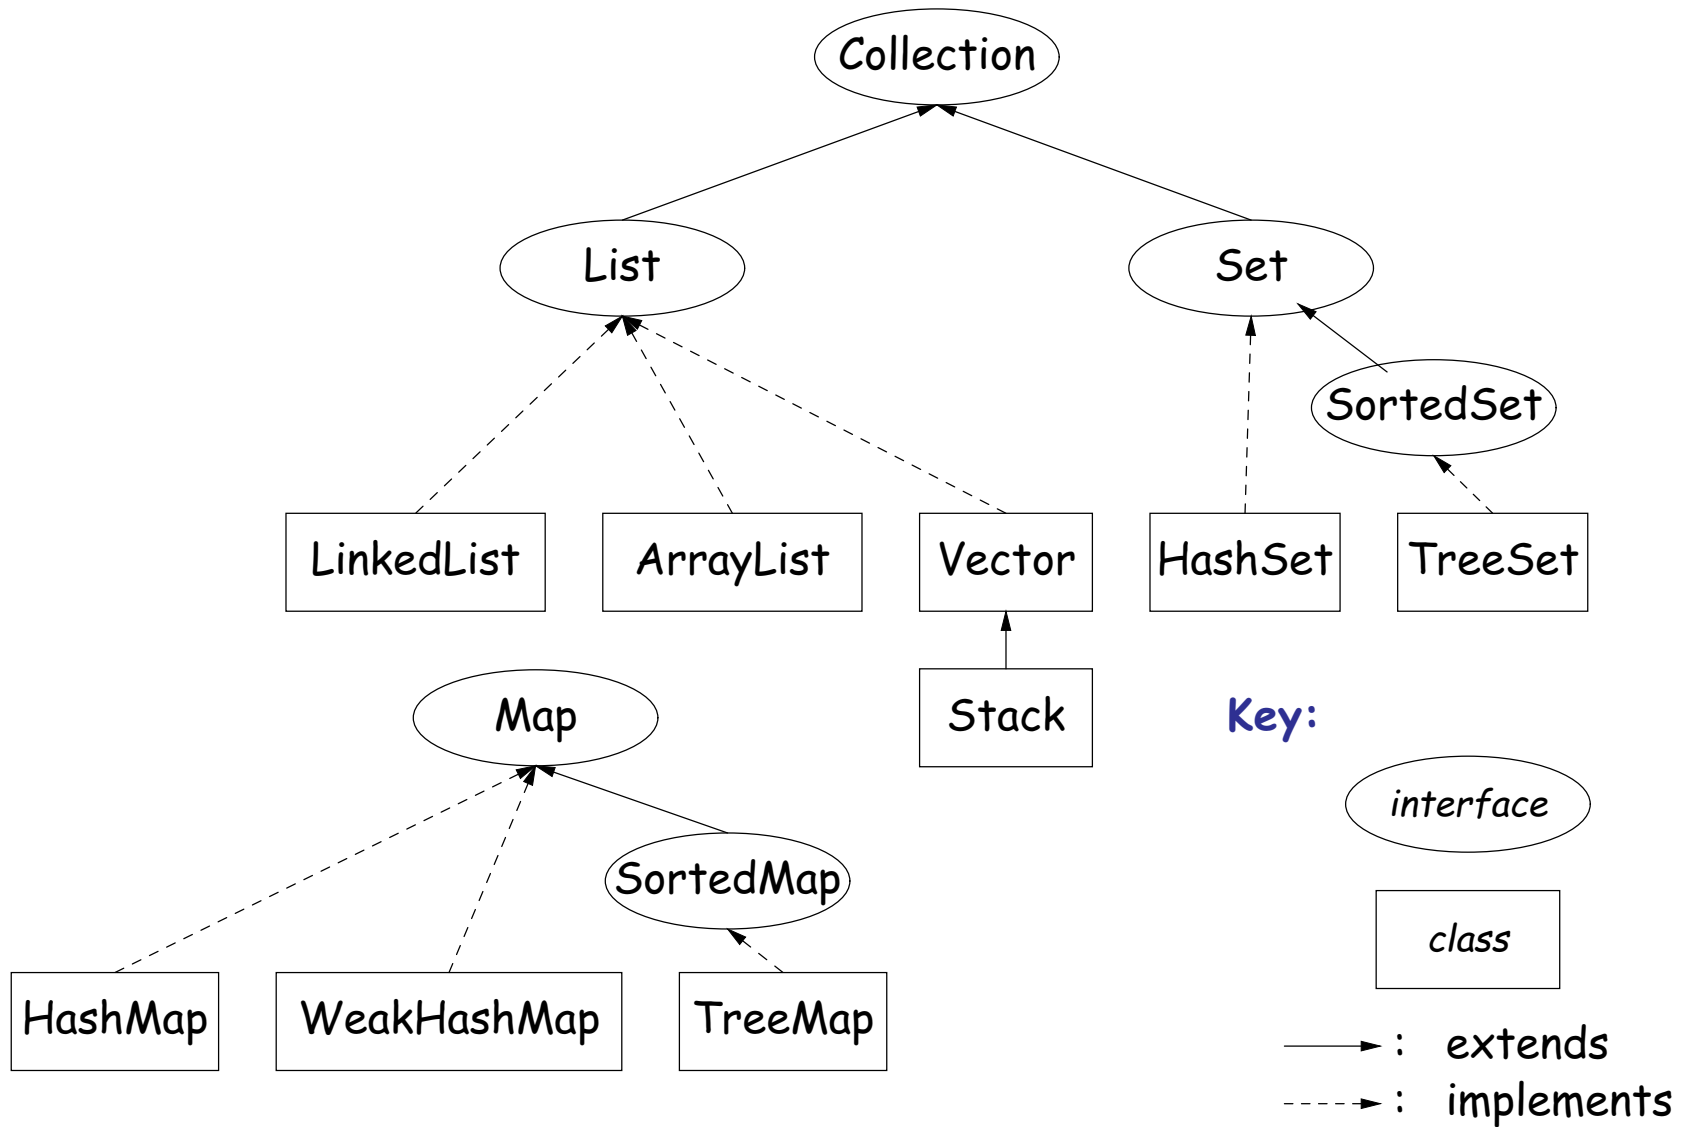 Collection
List
Set
SortedSet
LinkedList
ArrayList
Vector
HashSet
TreeSet
Stack
Map
SortedMap
HashMap
WeakHashMap
TreeMap
Key:
interface
class
: extends
: implements